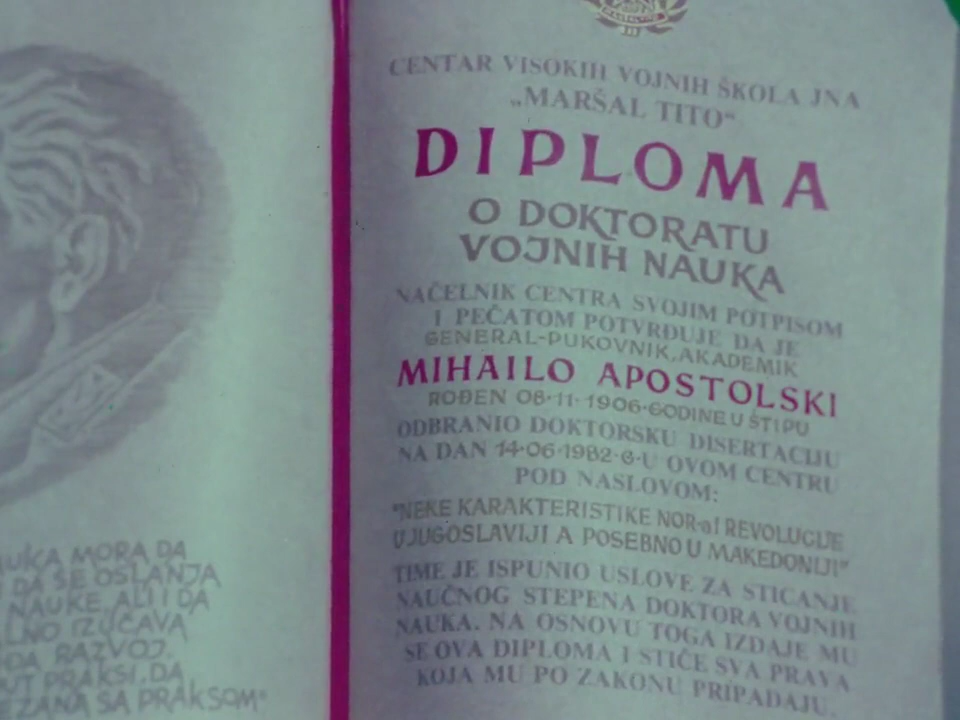 UKA MORA DA
DA SE OSLANJA
NAUKE, ALI I DA
LNO IZUČAVA
DA RAZVOJ.
UT PRAKSI, DA
EZANA SA PRAKSOM"
CENTAR VISOKIH VOJNIH ŠKOLA JNA
„MARŠAL TITO“
DIPLOMA
O DOKTORATU
VOJNIH NAUKA
NAČELNIK CENTRA SVOJIM POTPISOM
I PEČATOM POTVRĐUJE DA JE
GENERAL-PUKOVNIK, AKADEMIK
MIHAILO APOSTOLSKI
ROĐEN 08·11·1906·GODINE U ŠTIPU
ODBRANIO DOKTORSKU DISERTACIJU
NA DAN 14·06·1982·G·U OVOM CENTRU
POD NASLOVOM:
"NEKE KARAKTERISTIKE NOR-a I REVOLUCIJE
U JUGOSLAVIJI A POSEBNO U MAKEDONIJI"
TIME JE ISPUNIO USLOVE ZA STICANJE
NAUČNOG STEPENA DOKTORA VOJNIH
NAUKA. NA OSNOVU TOGA IZDAJE MU
SE OVA DIPLOMA I STIČE SVA PRAVA
KOJA MU PO ZAKONU PRIPADAJU.